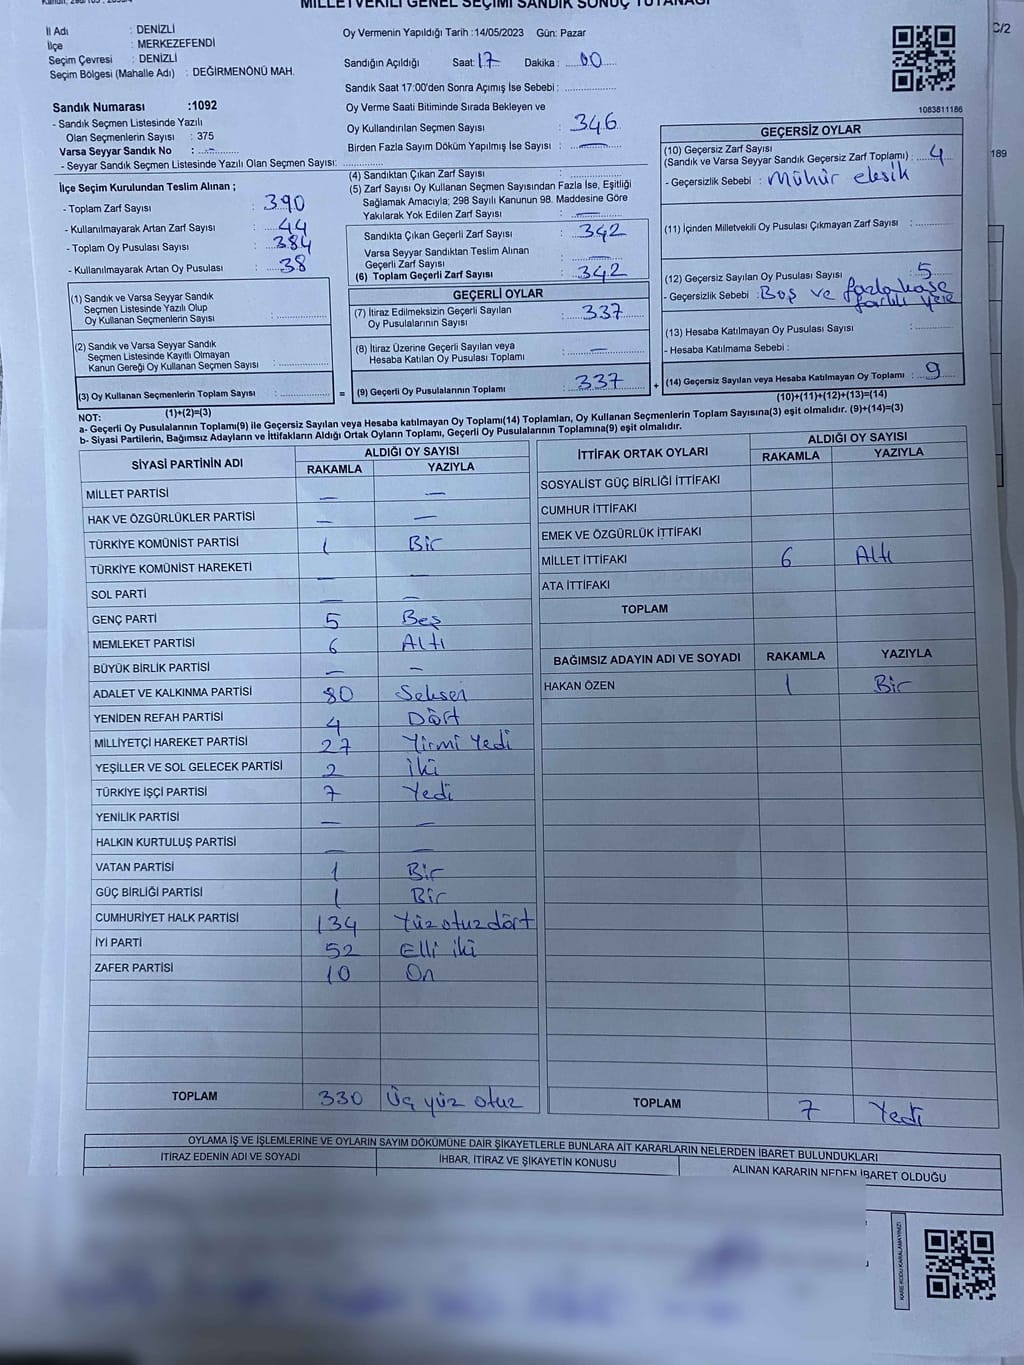 MİLLETVEKİLİ GENEL SEÇİMİ SANDIK SONUÇ TUTANAĞI
C/2
İl Adı : DENİZLİ
İlçe : MERKEZEFENDİ
Seçim Çevresi : DENİZLİ
Seçim Bölgesi (Mahalle Adı) : DEĞİRMENÖNÜ MAH.
Oy Vermenin Yapıldığı Tarih :14/05/2023 Gün: Pazar
Sandığın Açıldığı Saat: 17 Dakika : 00
Sandık Saat 17:00'den Sonra Açımış İse Sebebi :
Oy Verme Saati Bitiminde Sırada Bekleyen ve
Oy Kullandırılan Seçmen Sayısı : 346
Birden Fazla Sayım Döküm Yapılmış İse Sayısı : —
1083811186
189
Sandık Numarası :1092
- Sandık Seçmen Listesinde Yazılı
Olan Seçmenlerin Sayısı : 375
Varsa Seyyar Sandık No : —
- Seyyar Sandık Seçmen Listesinde Yazılı Olan Seçmen Sayısı:
İlçe Seçim Kurulundan Teslim Alınan ;
- Toplam Zarf Sayısı : 390
- Kullanılmayarak Artan Zarf Sayısı : 44
- Toplam Oy Pusulası Sayısı : 384
- Kullanılmayarak Artan Oy Pusulası : 38
(1) Sandık ve Varsa Seyyar Sandık
Seçmen Listesinde Yazılı Olup
Oy Kullanan Seçmenlerin Sayısı :
(2) Sandık ve Varsa Seyyar Sandık
Seçmen Listesinde Kayıtlı Olmayan
Kanun Gereği Oy Kullanan Seçmen Sayısı :
(3) Oy Kullanan Seçmenlerin Toplam Sayısı :
(1)+(2)=(3)
(4) Sandıktan Çıkan Zarf Sayısı :
(5) Zarf Sayısı Oy Kullanan Seçmen Sayısından Fazla İse, Eşitliği
Sağlamak Amacıyla; 298 Sayılı Kanunun 98. Maddesine Göre
Yakılarak Yok Edilen Zarf Sayısı : —
Sandıkta Çıkan Geçerli Zarf Sayısı : 342
Varsa Seyyar Sandıktan Teslim Alınan
Geçerli Zarf Sayısı : —
(6) Toplam Geçerli Zarf Sayısı : 342
GEÇERLİ OYLAR
(7) İtiraz Edilmeksizin Geçerli Sayılan
Oy Pusulalarının Sayısı : 337
(8) İtiraz Üzerine Geçerli Sayılan veya
Hesaba Katılan Oy Pusulası Toplamı : —
= (9) Geçerli Oy Pusulalarının Toplamı : 337 +
GEÇERSİZ OYLAR
(10) Geçersiz Zarf Sayısı
(Sandık ve Varsa Seyyar Sandık Geçersiz Zarf Toplamı) : 4
- Geçersizlik Sebebi : Mühür eksik
(11) İçinden Milletvekili Oy Pusulası Çıkmayan Zarf Sayısı :
(12) Geçersiz Sayılan Oy Pusulası Sayısı : 5
- Geçersizlik Sebebi : Boş ve fazla kaşe
farklı yere
(13) Hesaba Katılmayan Oy Pusulası Sayısı :
- Hesaba Katılmama Sebebi :
(14) Geçersiz Sayılan veya Hesaba Katılmayan Oy Toplamı : 9
(10)+(11)+(12)+(13)=(14)
NOT:
a- Geçerli Oy Pusulalarının Toplamı(9) ile Geçersiz Sayılan veya Hesaba katılmayan Oy Toplamı(14) Toplamları, Oy Kullanan Seçmenlerin Toplam Sayısına(3) eşit olmalıdır. (9)+(14)=(3)
b- Siyasi Partilerin, Bağımsız Adayların ve İttifakların Aldığı Ortak Oyların Toplamı, Geçerli Oy Pusulalarının Toplamına(9) eşit olmalıdır.
SİYASİ PARTİNİN ADI ALDIĞI OY SAYISI
RAKAMLA YAZIYLA
MİLLET PARTİSİ — —
HAK VE ÖZGÜRLÜKLER PARTİSİ — —
TÜRKİYE KOMÜNİST PARTİSİ 1 Bir
TÜRKİYE KOMÜNİST HAREKETİ — —
SOL PARTİ — —
GENÇ PARTİ 5 Beş
MEMLEKET PARTİSİ 6 Altı
BÜYÜK BİRLİK PARTİSİ — —
ADALET VE KALKINMA PARTİSİ 80 Seksen
YENİDEN REFAH PARTİSİ 4 Dört
MİLLİYETÇİ HAREKET PARTİSİ 27 Yirmi Yedi
YEŞİLLER VE SOL GELECEK PARTİSİ 2 İki
TÜRKİYE İŞÇİ PARTİSİ 7 Yedi
YENİLİK PARTİSİ — —
HALKIN KURTULUŞ PARTİSİ — —
VATAN PARTİSİ 1 Bir
GÜÇ BİRLİĞİ PARTİSİ 1 Bir
CUMHURİYET HALK PARTİSİ 134 Yüz otuz dört
İYİ PARTİ 52 Elli iki
ZAFER PARTİSİ 10 On
TOPLAM 330 Üç yüz otuz
İTTİFAK ORTAK OYLARI ALDIĞI OY SAYISI
RAKAMLA YAZIYLA
SOSYALİST GÜÇ BİRLİĞİ İTTİFAKI
CUMHUR İTTİFAKI
EMEK VE ÖZGÜRLÜK İTTİFAKI
MİLLET İTTİFAKI 6 Altı
ATA İTTİFAKI
TOPLAM
BAĞIMSIZ ADAYIN ADI VE SOYADI RAKAMLA YAZIYLA
HAKAN ÖZEN 1 Bir
TOPLAM 7 Yedi
OYLAMA İŞ VE İŞLEMLERİNE VE OYLARIN SAYIM DÖKÜMÜNE DAİR ŞİKAYETLERLE BUNLARA AİT KARARLARIN NELERDEN İBARET BULUNDUKLARI
İTİRAZ EDENİN ADI VE SOYADI İHBAR, İTİRAZ VE ŞİKAYETİN KONUSU ALINAN KARARIN NEDEN İBARET OLDUĞU
KARE KODU KARALAMAYINIZ!